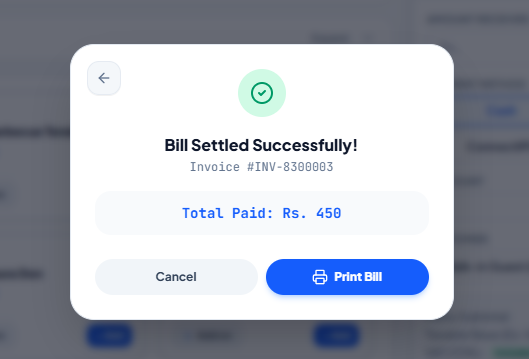 Bill Settled Successfully!
Invoice #INV-8300003
Total Paid: Rs. 450
Cancel
Print Bill